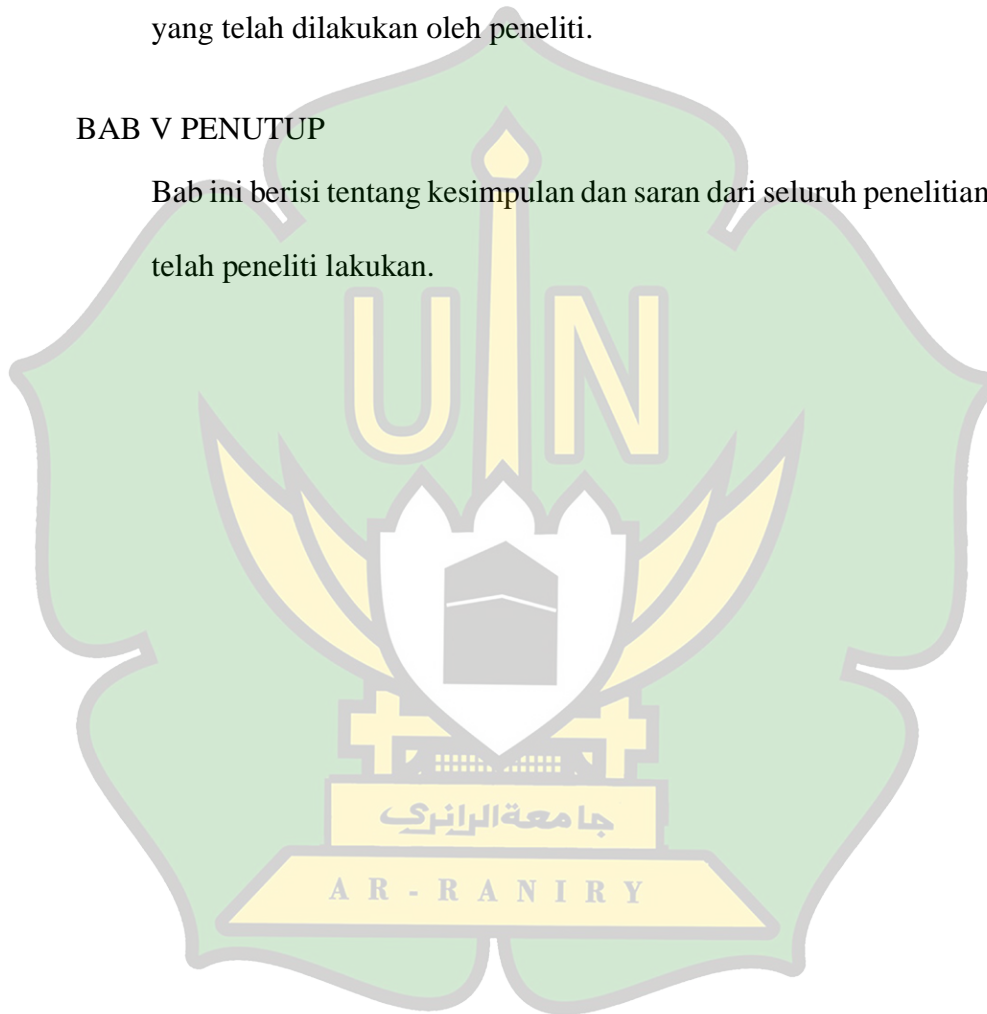 yang telah dilakukan oleh peneliti.
BAB V PENUTUP
Bab ini berisi tentang kesimpulan dan saran dari seluruh penelitian
telah peneliti lakukan.
U N
جامعة الرانري
A R - R A N I R Y